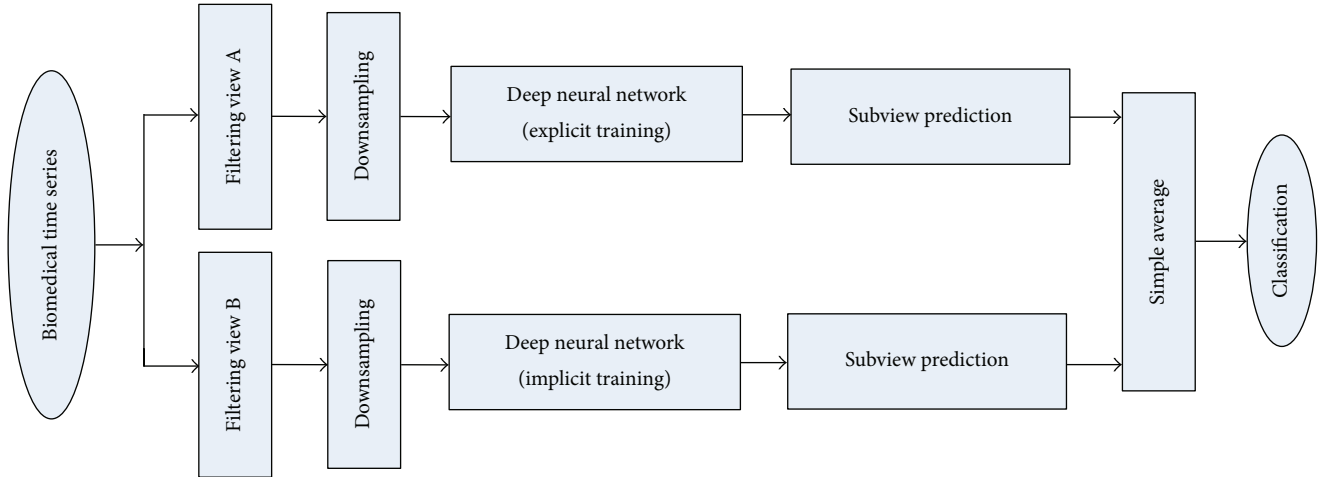 Biomedical time series
Filtering view A
Downsampling
Deep neural network
(explicit training)
Subview prediction
Filtering view B
Downsampling
Deep neural network
(implicit training)
Subview prediction
Simple average
Classification